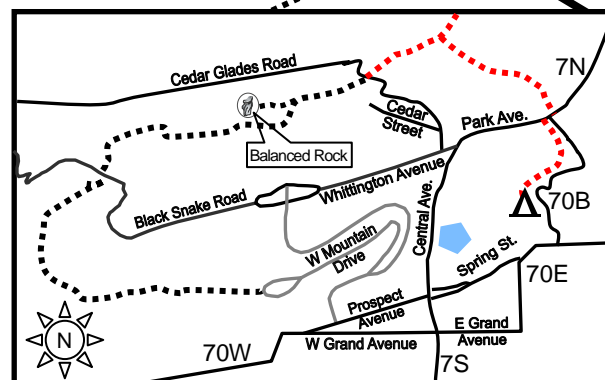 7N
Cedar Glades Road
Cedar
Street
Park Ave.
Balanced Rock
Whittington Avenue
Black Snake Road
70B
Central Ave.
W Mountain
Drive
Spring St.
70E
Prospect
Avenue
E Grand
Avenue
W Grand Avenue
N
70W
7S